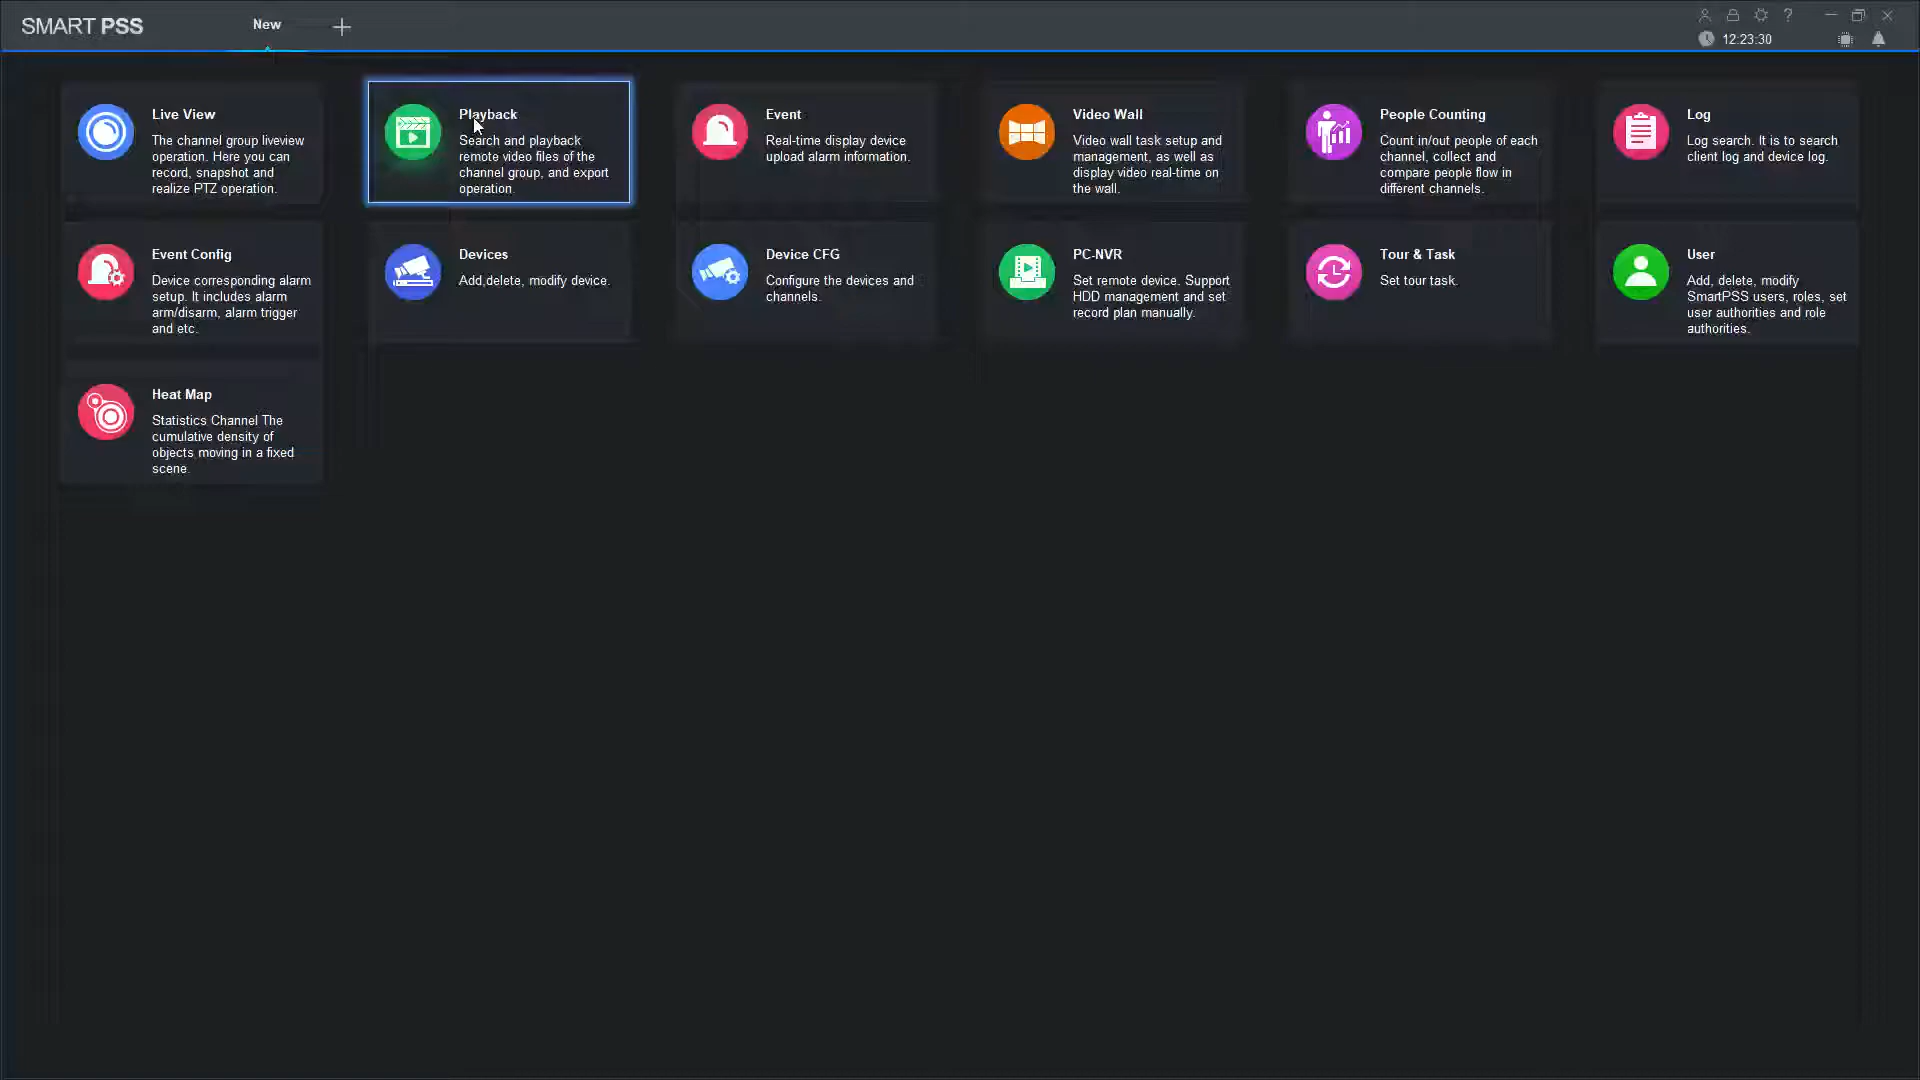 SMART PSS
New
12:23:30
Live View
The channel group liveview
operation. Here you can
record, snapshot and
realize PTZ operation.
Playback
Search and playback
remote video files of the
channel group, and export
operation.
Event
Real-time display device
upload alarm information.
Video Wall
Video wall task setup and
management, as well as
display video real-time on
the wall.
People Counting
Count in/out people of each
channel, collect and
compare people flow in
different channels.
Log
Log search. It is to search
client log and device log.
Event Config
Device corresponding alarm
setup. It includes alarm
arm/disarm, alarm trigger
and etc.
Devices
Add,delete, modify device.
Device CFG
Configure the devices and
channels.
PC-NVR
Set remote device. Support
HDD management and set
record plan manually.
Tour & Task
Set tour task.
User
Add, delete, modify
SmartPSS users, roles, set
user authorities and role
authorities.
Heat Map
Statistics Channel The
cumulative density of
objects moving in a fixed
scene.